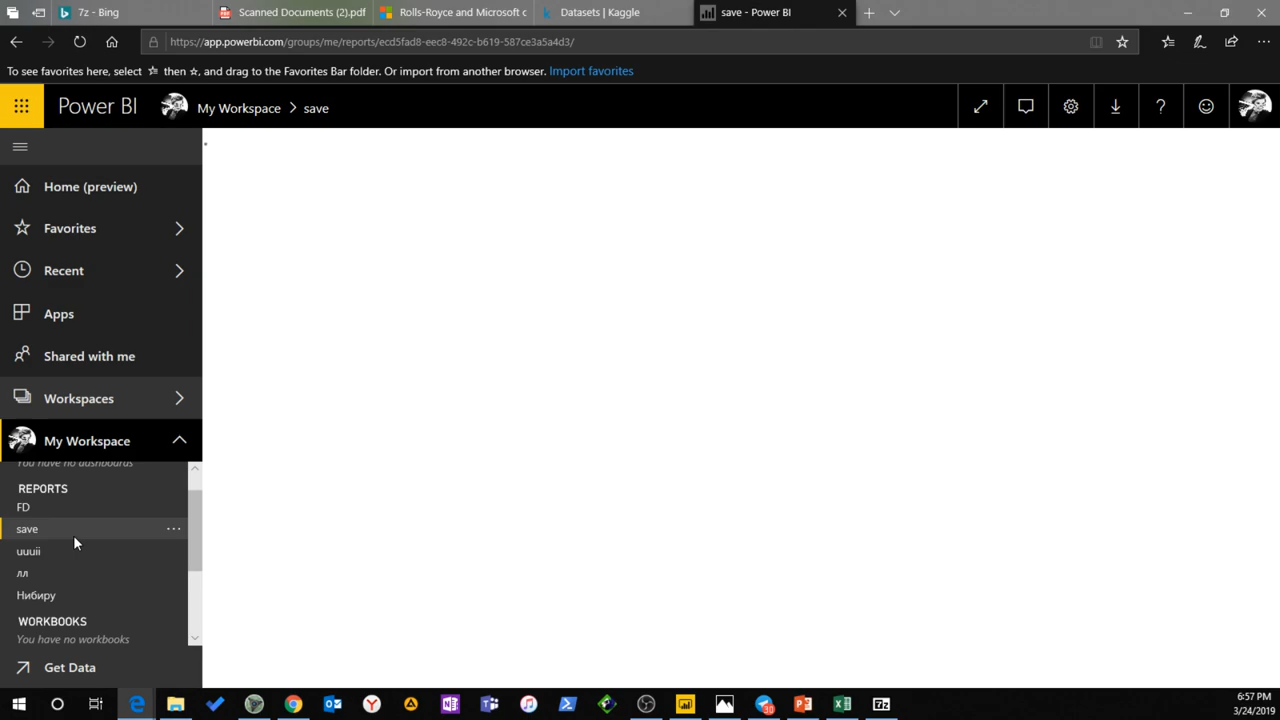 7z - Bing
Scanned Documents (2).pdf
Rolls-Royce and Microsoft c
Datasets | Kaggle
save - Power BI
https://app.powerbi.com/groups/me/reports/ecd5fad8-eec8-492c-b619-587ce3a5a4d3/
To see favorites here, select then ☆, and drag to the Favorites Bar folder. Or import from another browser. Import favorites
Power BI
My Workspace > save
Home (preview)
Favorites
Recent
Apps
Shared with me
Workspaces
My Workspace
You have no dashboards
REPORTS
FD
save
uuuii
лл
Нибиру
WORKBOOKS
You have no workbooks
Get Data
6:57 PM
3/24/2019